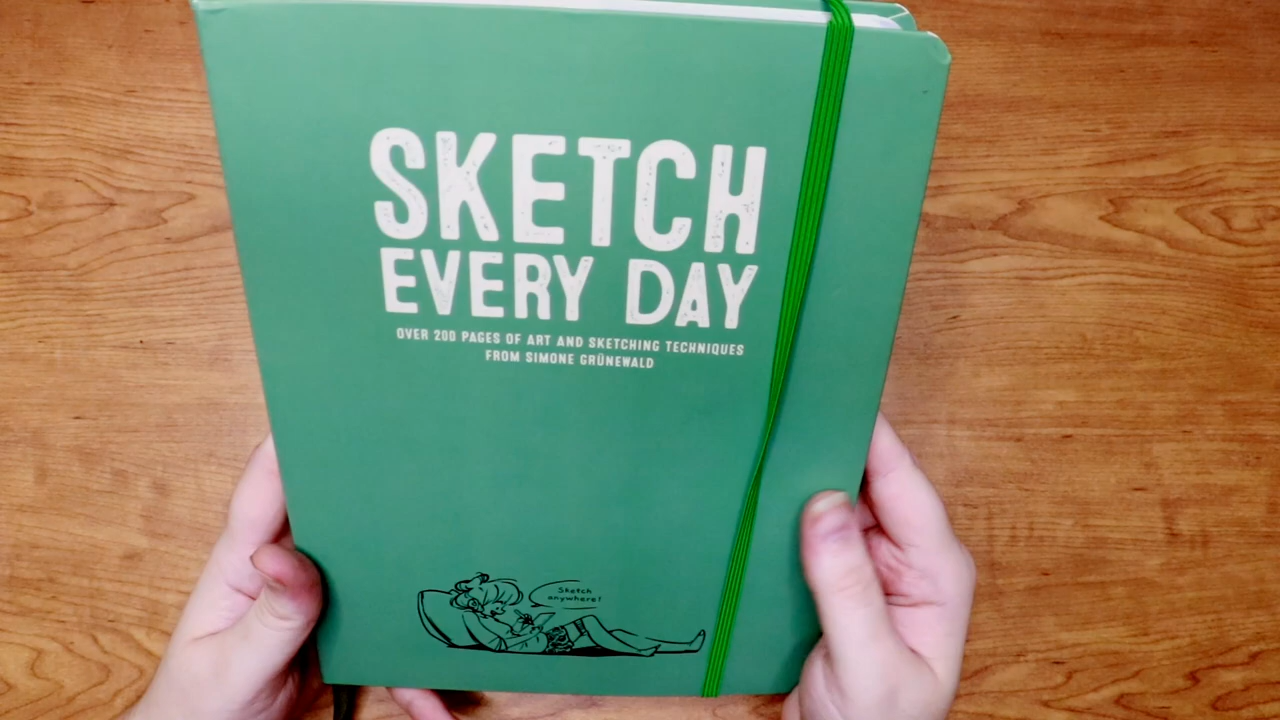 SKETCH
EVERY DAY
OVER 200 PAGES OF ART AND SKETCHING TECHNIQUES
FROM SIMONE GRÜNEWALD
Sketch
anywhere!